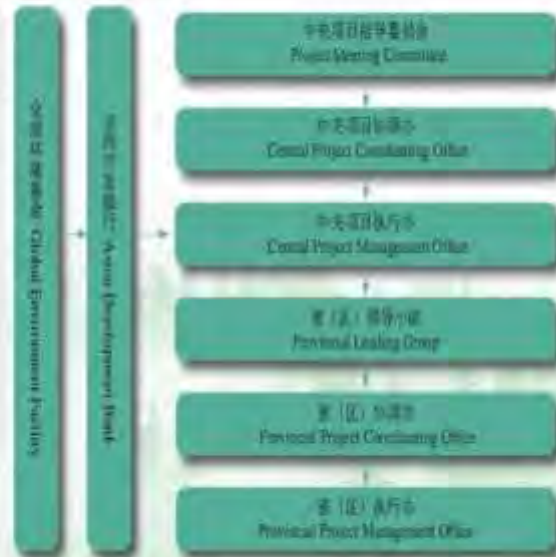 全球环境基金 Global Environment Facility
亚洲开发银行 Asian Development Bank
中央项目指导委员会
Project Steering Committee
中央项目协调办
Central Project Coordinating Office
中央项目执行办
Central Project Management Office
省（区）领导小组
Provincial Leading Group
省（区）协调办
Provincial Project Coordinating Office
省（区）执行办
Provincial Project Management Office